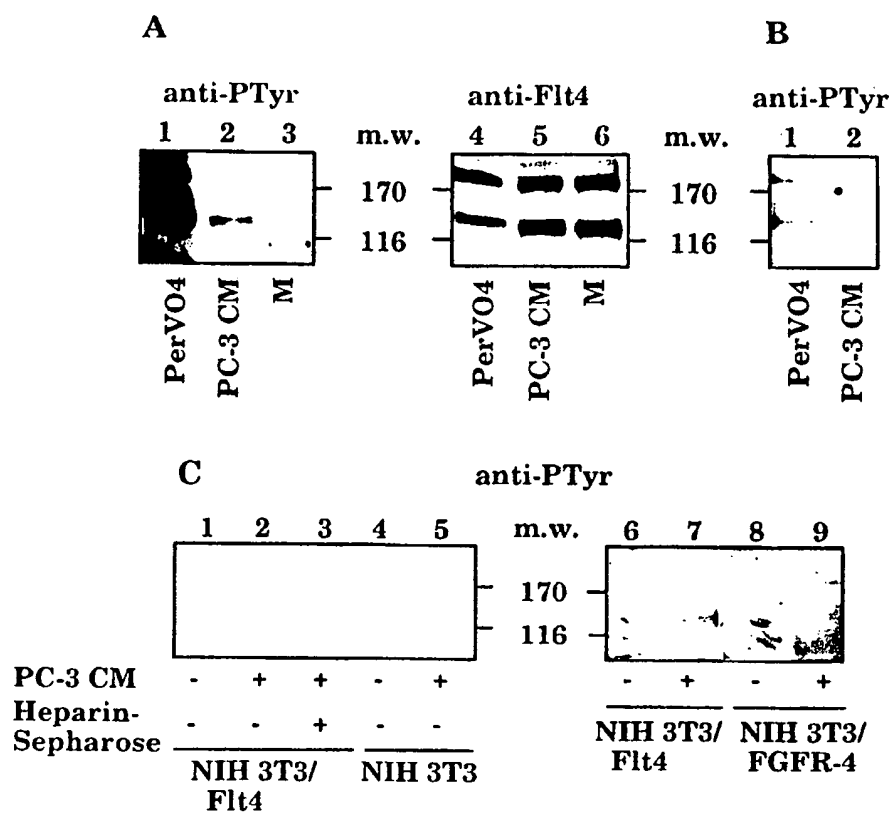 A
B
anti-PTyr
anti-Flt4
anti-PTyr
1 2 3 m.w. 4 5 6 m.w. 1 2
170 170
116 116
PerVO4
PC-3 CM
M
PerVO4
PC-3 CM
M
PerVO4
PC-3 CM
C
anti-PTyr
1 2 3 4 5 m.w. 6 7 8 9
170
116
PC-3 CM - + + - + - + - +
Heparin-
Sepharose - - + - -
NIH 3T3/
Flt4
NIH 3T3
NIH 3T3/
Flt4
NIH 3T3/
FGFR-4